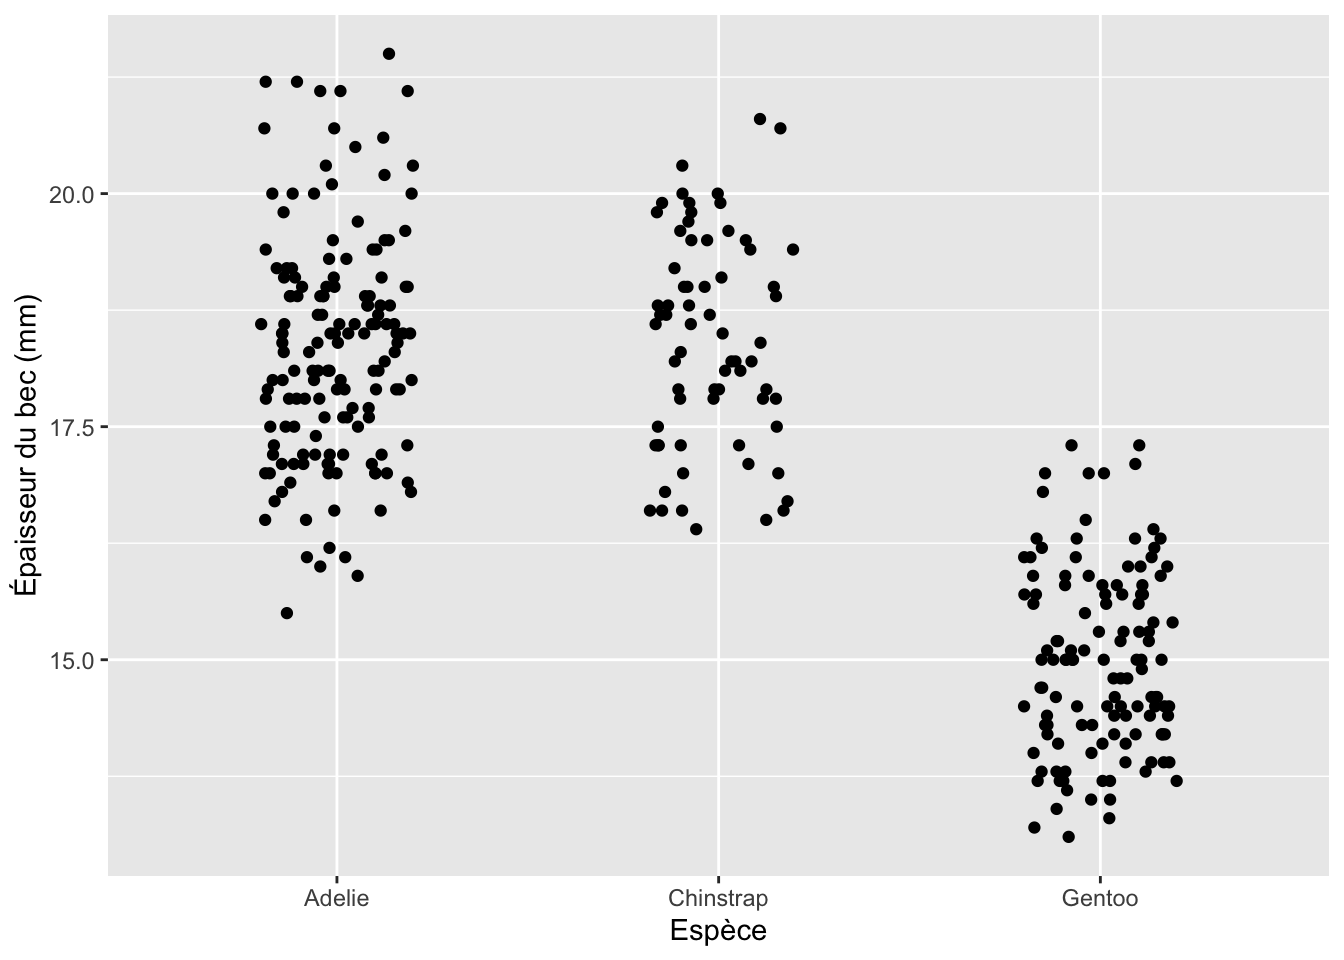 Épaisseur du bec (mm)
20.0
17.5
15.0
Adelie
Chinstrap
Gentoo
Espèce